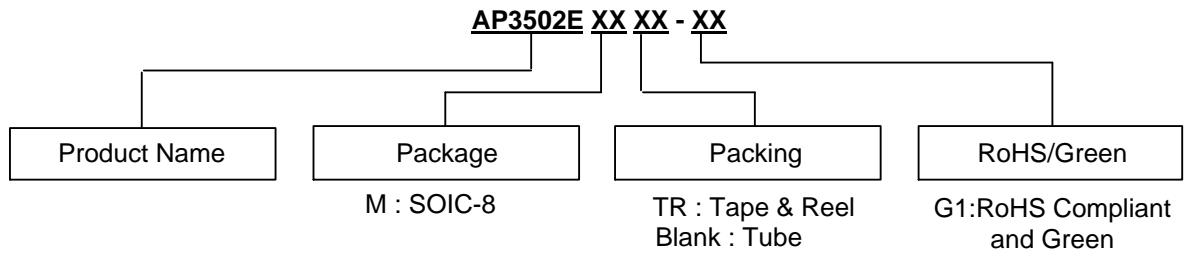 AP3502E XX XX - XX
Product Name
Package
Packing
RoHS/Green
M : SOIC-8
TR : Tape & Reel
Blank : Tube
G1:RoHS Compliant
and Green